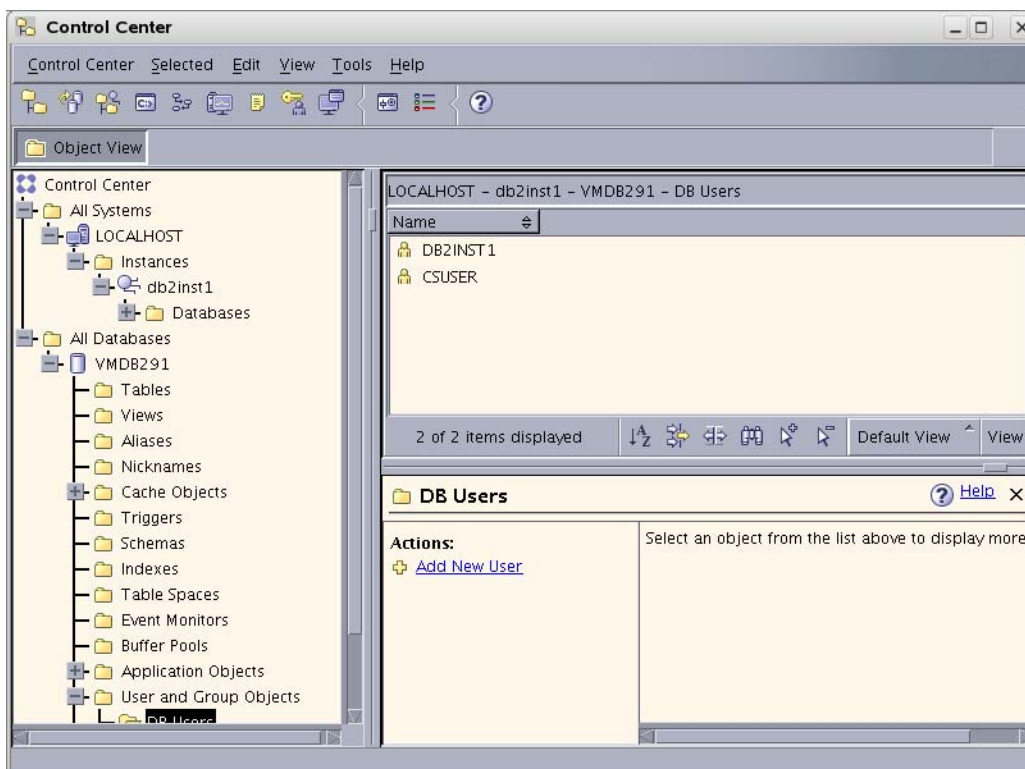 Control Center
Control Center Selected Edit View Tools Help
Object View
Control Center
All Systems
LOCALHOST
Instances
db2inst1
Databases
All Databases
VMDB291
Tables
Views
Aliases
Nicknames
Cache Objects
Triggers
Schemas
Indexes
Table Spaces
Event Monitors
Buffer Pools
Application Objects
User and Group Objects
DB Users
LOCALHOST – db2inst1 – VMDB291 – DB Users
Name
DB2INST1
CSUSER
2 of 2 items displayed
Default View View
DB Users
Help
Actions:
Add New User
Select an object from the list above to display more